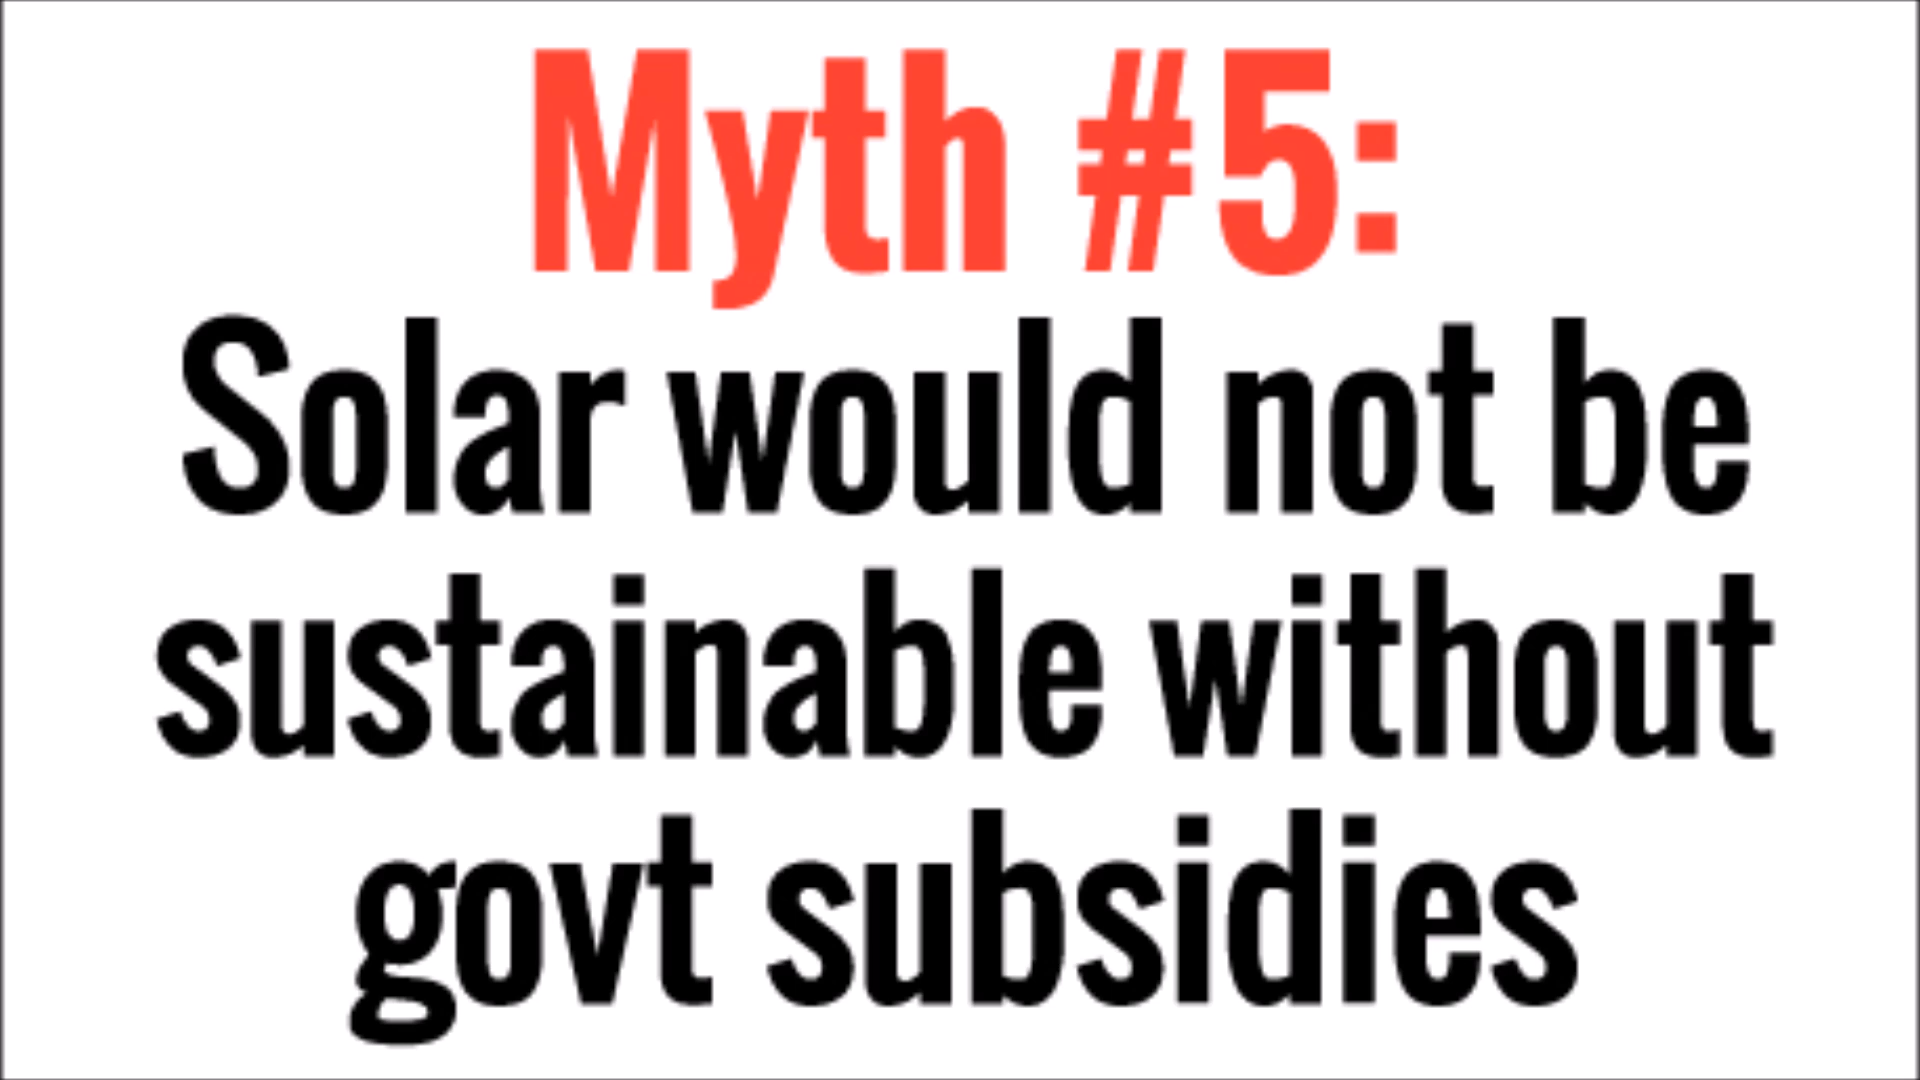 Myth #5:
Solar would not be
sustainable without
govt subsidies